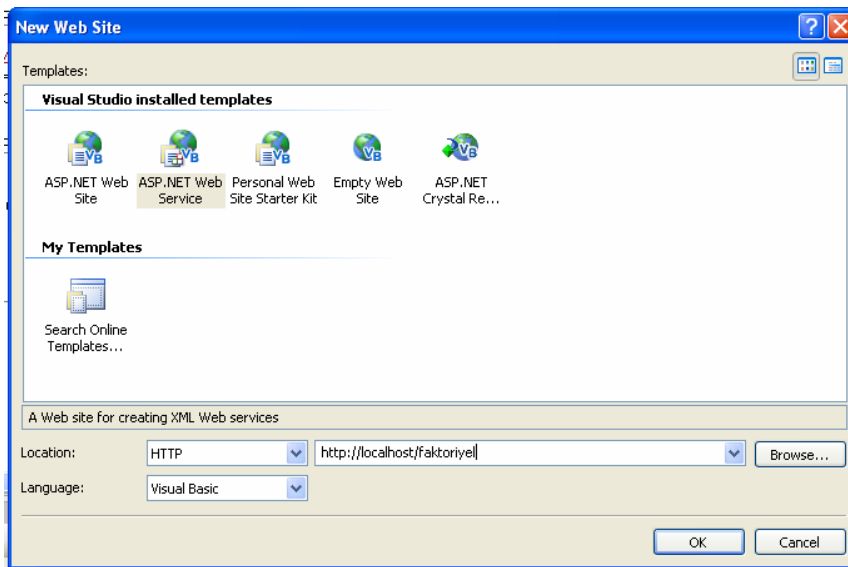 New Web Site
Templates:
Visual Studio installed templates
ASP.NET Web Site
ASP.NET Web Service
Personal Web Site Starter Kit
Empty Web Site
ASP.NET Crystal Re...
My Templates
Search Online Templates...
A Web site for creating XML Web services
Location: HTTP http://localhost/faktoriyel Browse...
Language: Visual Basic
OK Cancel